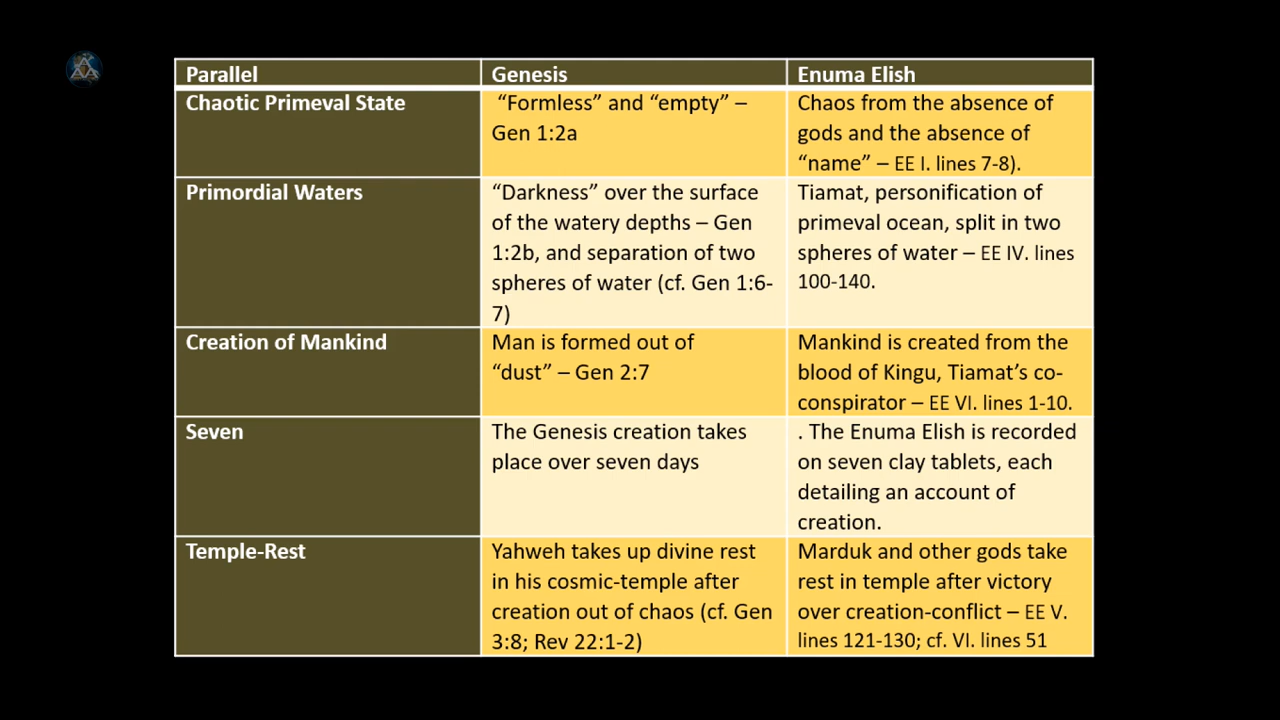 Parallel
Genesis
Enuma Elish
Chaotic Primeval State
“Formless” and “empty” –
Gen 1:2a
Chaos from the absence of
gods and the absence of
“name” – EE I. lines 7-8).
Primordial Waters
“Darkness” over the surface
of the watery depths – Gen
1:2b, and separation of two
spheres of water (cf. Gen 1:6-
7)
Tiamat, personification of
primeval ocean, split in two
spheres of water – EE IV. lines
100-140.
Creation of Mankind
Man is formed out of
“dust” – Gen 2:7
Mankind is created from the
blood of Kingu, Tiamat’s co-
conspirator – EE VI. lines 1-10.
Seven
The Genesis creation takes
place over seven days
. The Enuma Elish is recorded
on seven clay tablets, each
detailing an account of
creation.
Temple-Rest
Yahweh takes up divine rest
in his cosmic-temple after
creation out of chaos (cf. Gen
3:8; Rev 22:1-2)
Marduk and other gods take
rest in temple after victory
over creation-conflict – EE V.
lines 121-130; cf. VI. lines 51